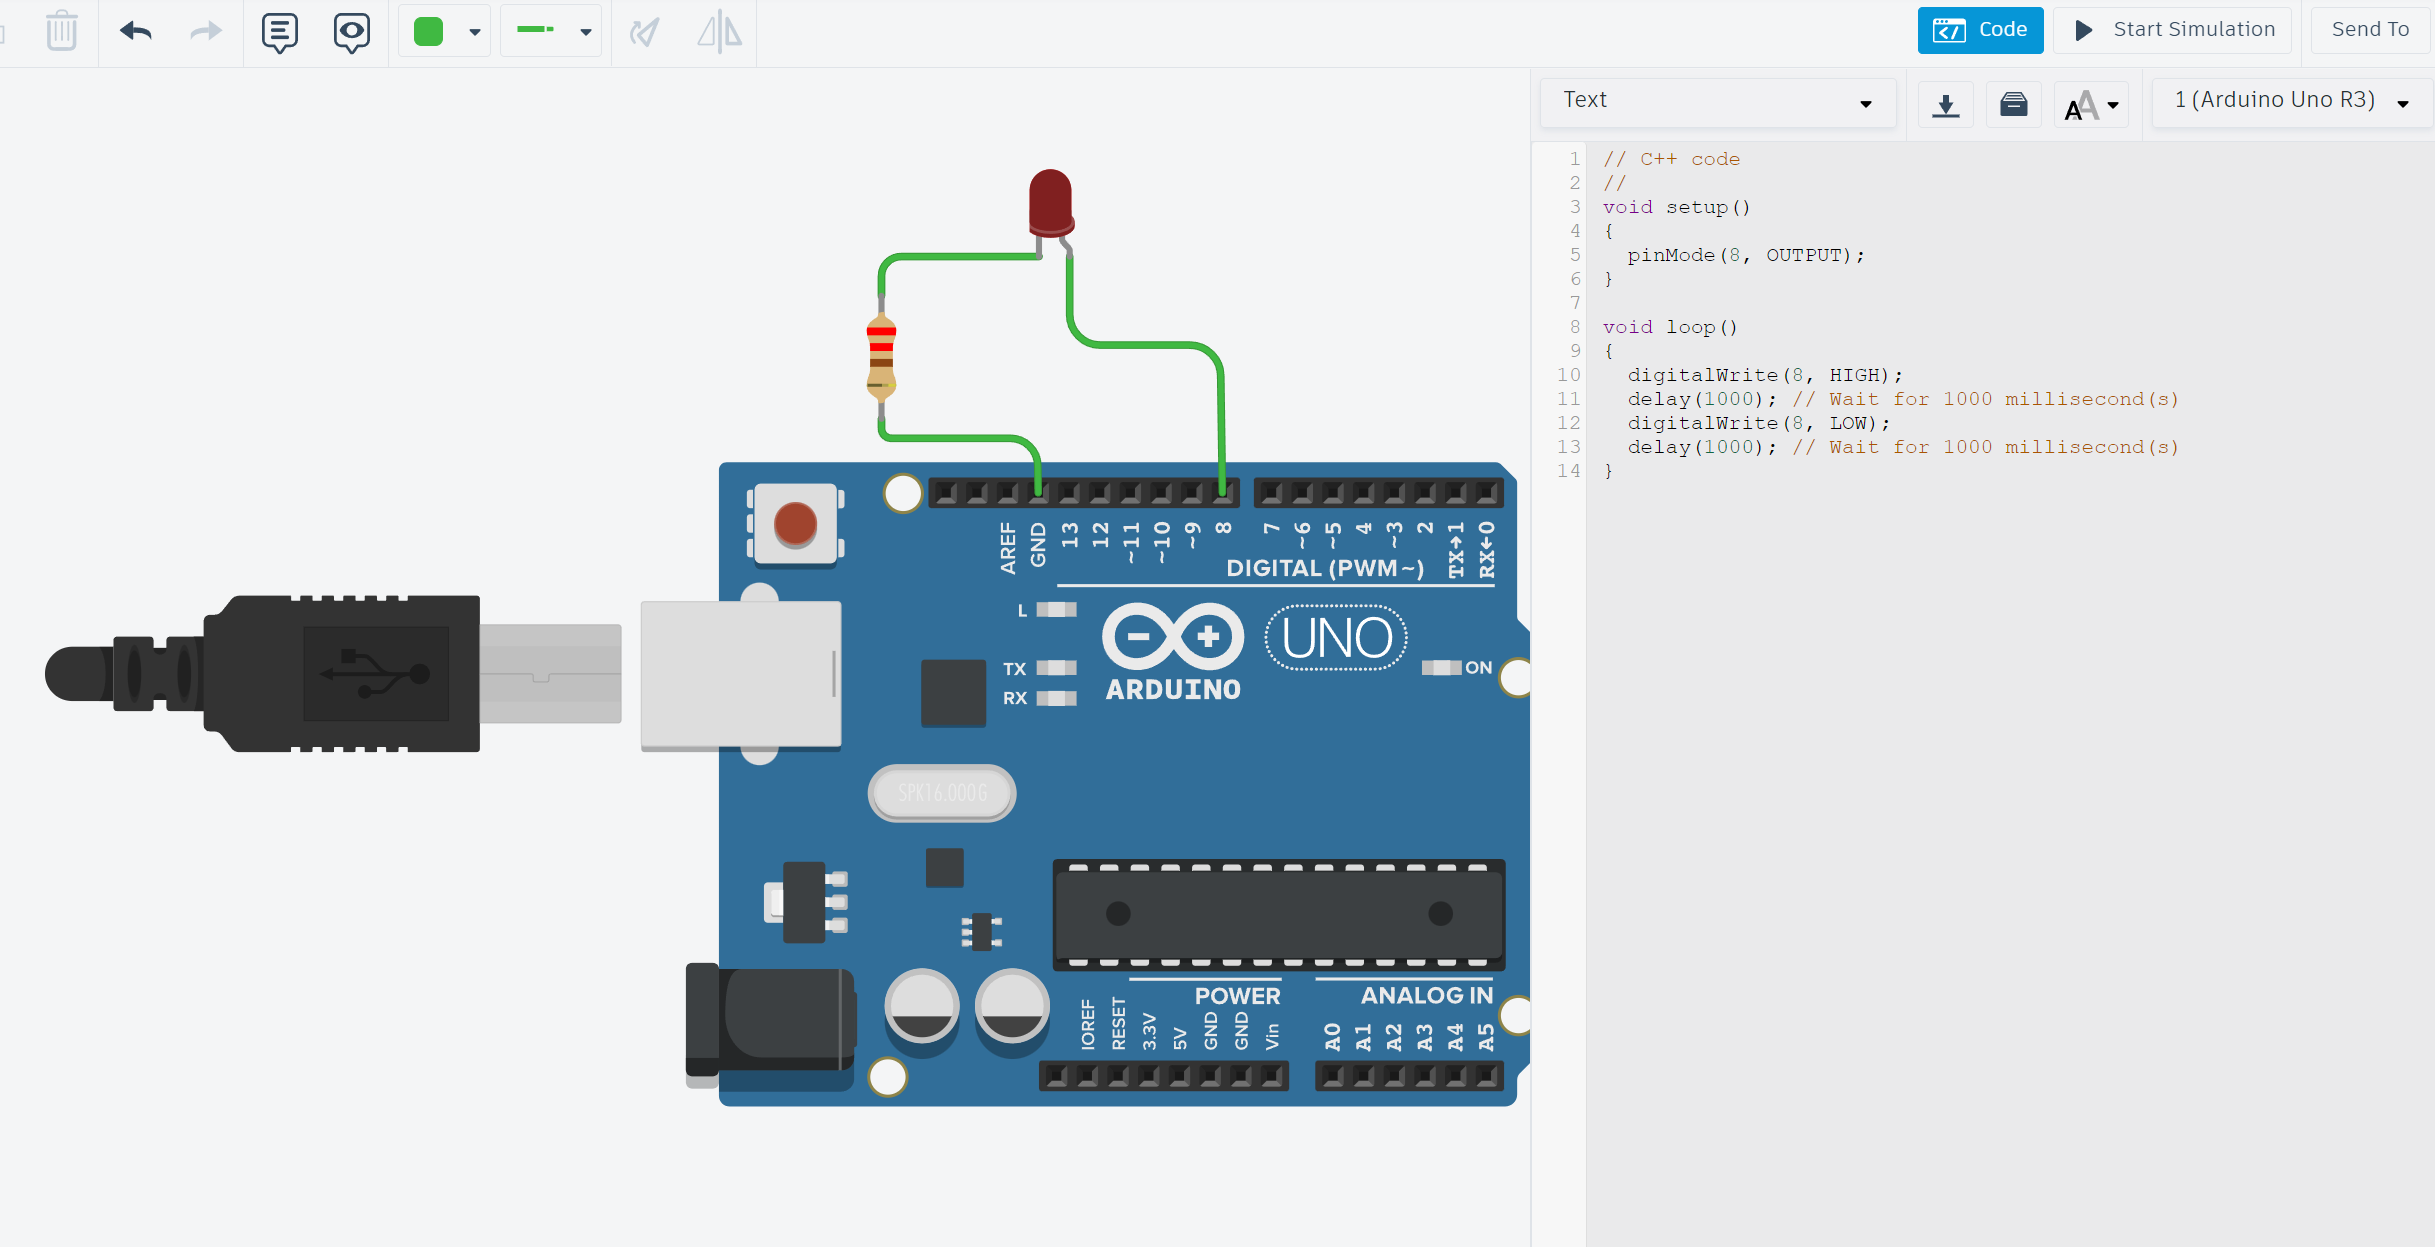 Code
Start Simulation
Send To
Text
1 (Arduino Uno R3)
1 // C++ code
2 //
3 void setup()
4 {
5   pinMode(8, OUTPUT);
6 }
7
8 void loop()
9 {
10   digitalWrite(8, HIGH);
11   delay(1000); // Wait for 1000 millisecond(s)
12   digitalWrite(8, LOW);
13   delay(1000); // Wait for 1000 millisecond(s)
14 }
AREF GND 13 12 ~11 ~10 ~9 8 7 ~6 ~5 4 ~3 2 TX→1 RX←0
DIGITAL (PWM~)
L
TX
RX
ARDUINO
UNO
ON
SPK16.000G
POWER
ANALOG IN
IOREF RESET 3.3V 5V GND GND Vin A0 A1 A2 A3 A4 A5